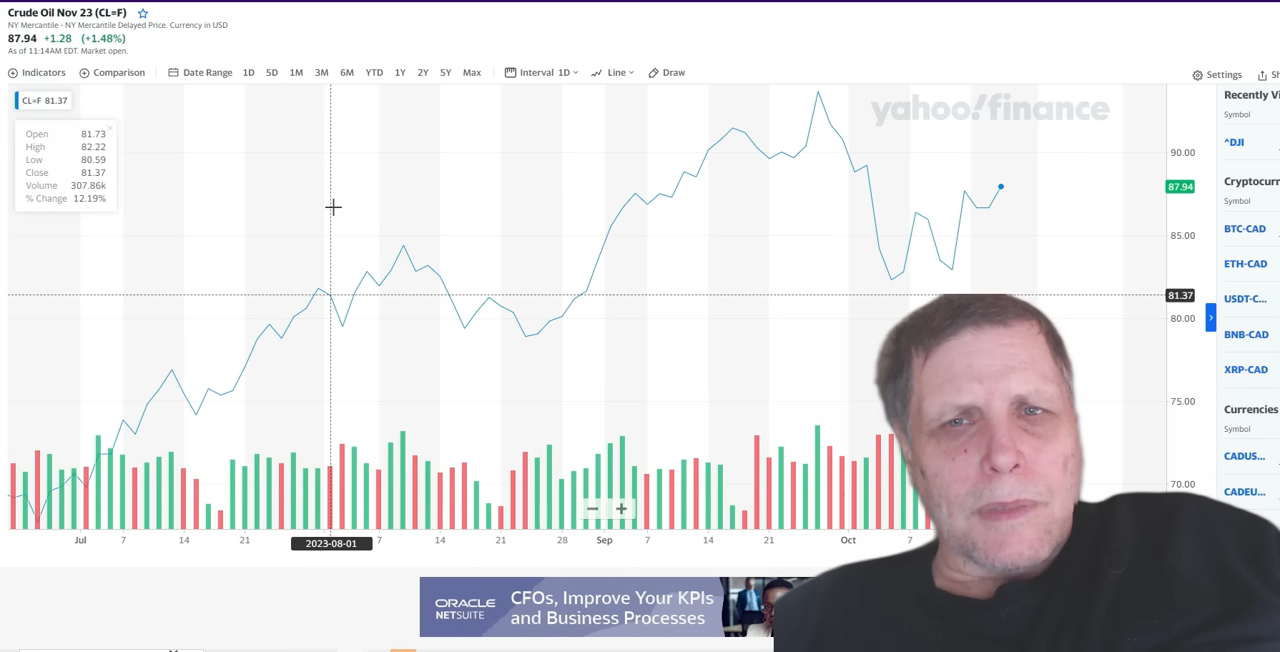 Crude Oil Nov 23 (CL=F)
NY Mercantile - NY Mercantile Delayed Price. Currency in USD
87.94 +1.28 (+1.48%)
As of 11:14AM EDT. Market open.
Indicators Comparison Date Range 1D 5D 1M 3M 6M YTD 1Y 2Y 5Y Max Interval 1D Line Draw
Settings
CL=F 81.37
Open 81.73
High 82.22
Low 80.59
Close 81.37
Volume 307.86k
% Change 12.19%
yahoo!finance
90.00
87.94
85.00
81.37
80.00
75.00
70.00
Jul 7 14 21 2023-08-01 7 14 21 28 Sep 7 14 21 Oct 7
Symbol
^DJI
Symbol
BTC-CAD
ETH-CAD
USDT-C...
BNB-CAD
XRP-CAD
Currencies
Symbol
CADUS...
CADEU...
ORACLE
NETSUITE
CFOs, Improve Your KPIs
and Business Processes